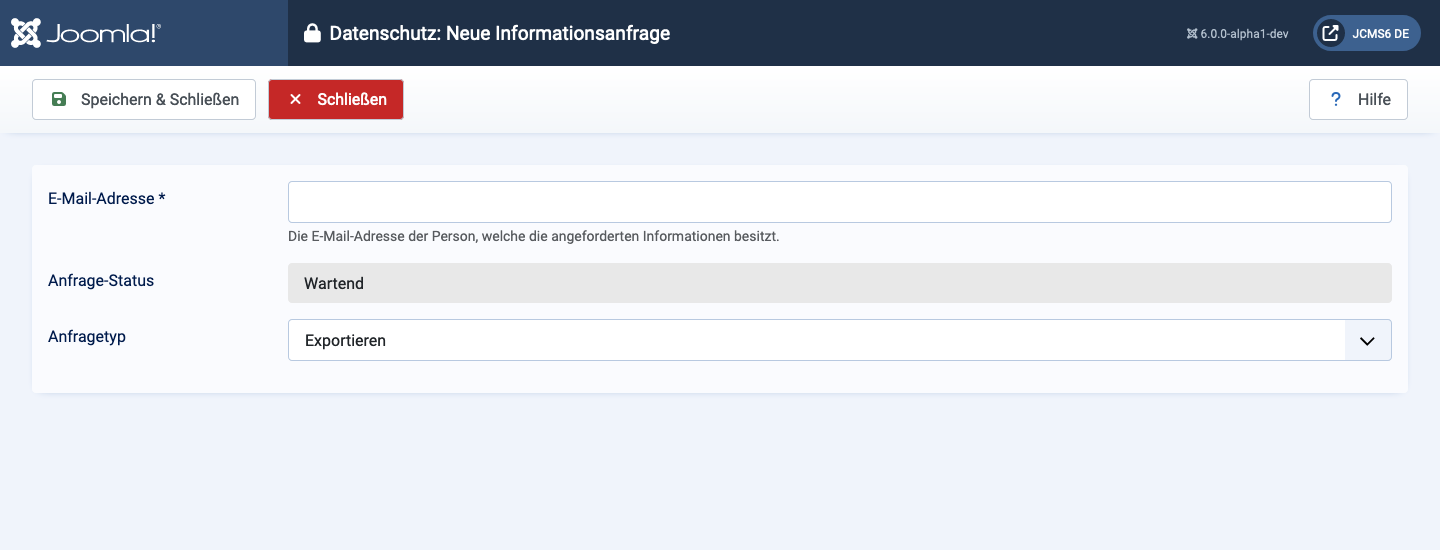 Joomla!®
Datenschutz: Neue Informationsanfrage
6.0.0-alpha1-dev
JCMS6 DE
Speichern & Schließen
Schließen
? Hilfe
E-Mail-Adresse *
Die E-Mail-Adresse der Person, welche die angeforderten Informationen besitzt.
Anfrage-Status
Wartend
Anfragetyp
Exportieren